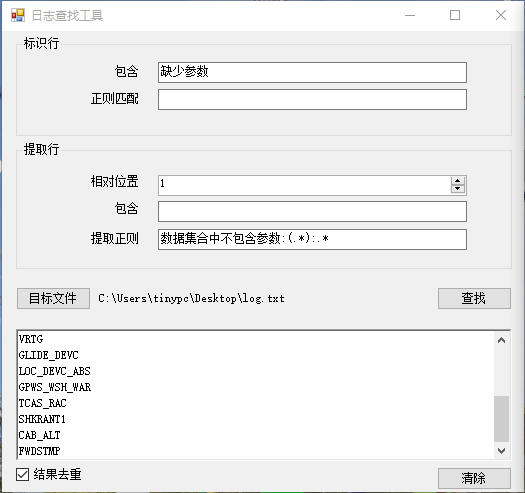 日志查找工具
标识行
包含 缺少参数
正则匹配
提取行
相对位置 1
包含
提取正则 数据集合中不包含参数:(.*):.*
目标文件 C:\Users\tinypc\Desktop\log.txt 查找
VRTG
GLIDE_DEVC
LOC_DEVC_ABS
GPWS_WSH_WAR
TCAS_RAC
SHKRANT1
CAB_ALT
FWDSTMP
结果去重 清除